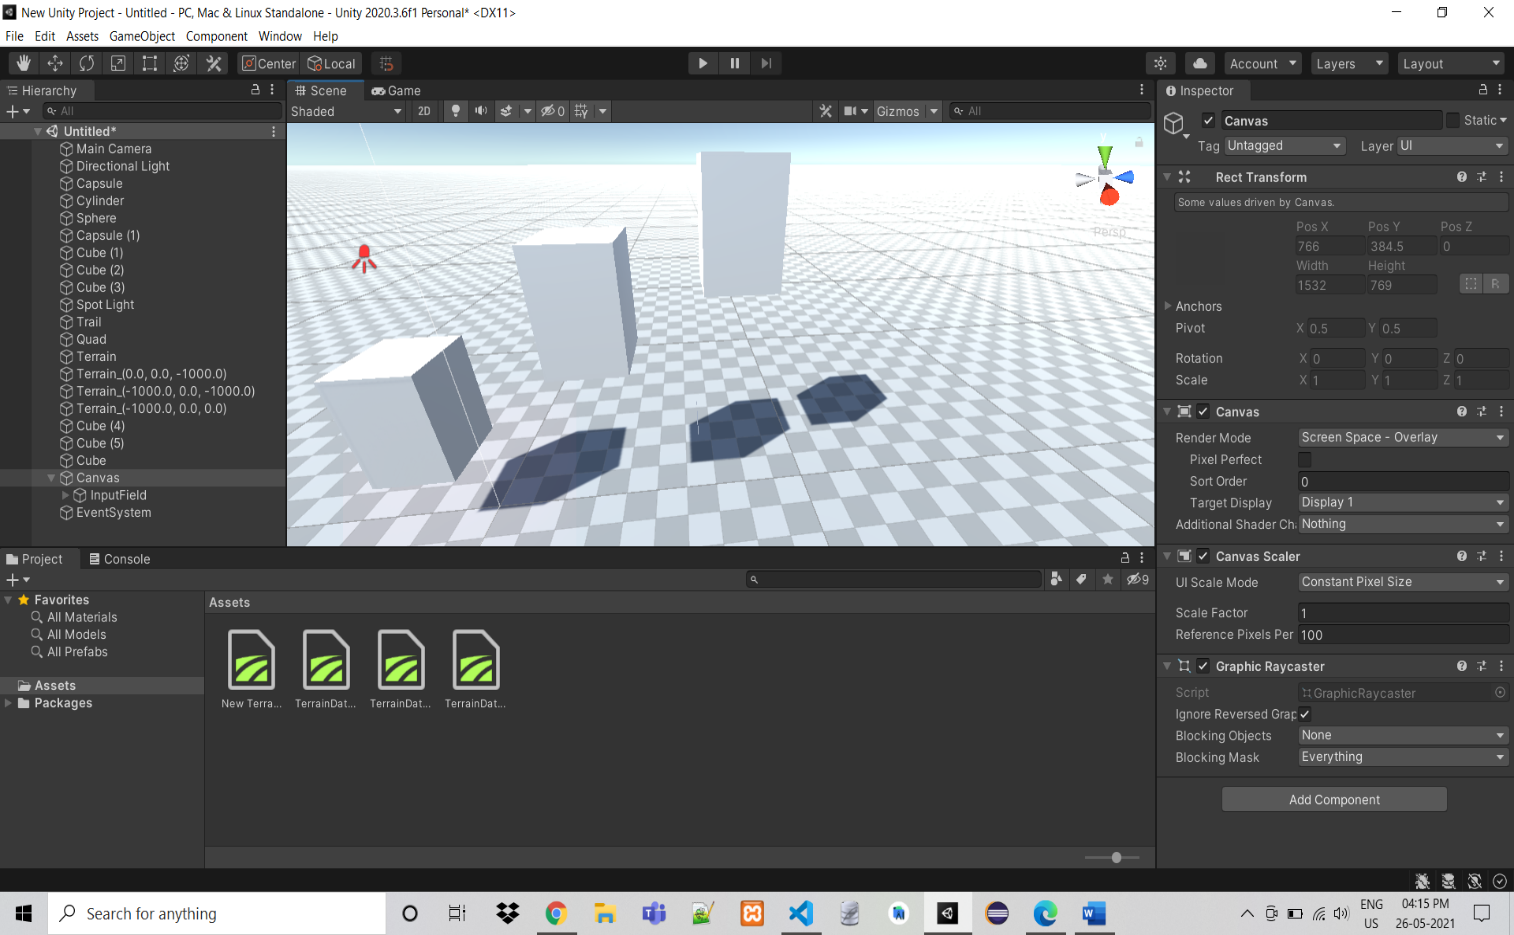 New Unity Project - Untitled - PC, Mac & Linux Standalone - Unity 2020.3.6f1 Personal* <DX11>
File Edit Assets GameObject Component Window Help
Center Local Account Layers Layout
Hierarchy
All
Untitled*
Main Camera
Directional Light
Capsule
Cylinder
Sphere
Capsule (1)
Cube (1)
Cube (2)
Cube (3)
Spot Light
Trail
Quad
Terrain
Terrain_(0.0, 0.0, -1000.0)
Terrain_(-1000.0, 0.0, -1000.0)
Terrain_(-1000.0, 0.0, 0.0)
Cube (4)
Cube (5)
Cube
Canvas
InputField
EventSystem
Scene Game
Shaded 2D 0 Gizmos All
Persp
Inspector
Canvas Static
Tag Untagged Layer UI
Rect Transform
Some values driven by Canvas.
Pos X Pos Y Pos Z
766 384.5 0
Width Height
1532 769 R
Anchors
Pivot X 0.5 Y 0.5
Rotation X 0 Y 0 Z 0
Scale X 1 Y 1 Z 1
Canvas
Render Mode Screen Space - Overlay
Pixel Perfect
Sort Order 0
Target Display Display 1
Additional Shader Ch Nothing
Canvas Scaler
UI Scale Mode Constant Pixel Size
Scale Factor 1
Reference Pixels Per 100
Graphic Raycaster
Script GraphicRaycaster
Ignore Reversed Grap
Blocking Objects None
Blocking Mask Everything
Add Component
Project Console
9
Favorites
All Materials
All Models
All Prefabs
Assets
Packages
Assets
New Terra... TerrainDat... TerrainDat... TerrainDat...
Search for anything
ENG
US
04:15 PM
26-05-2021